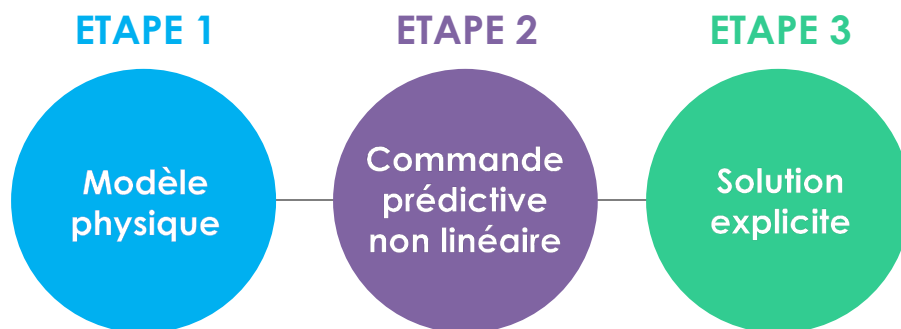 ETAPE 1
Modèle
physique
ETAPE 2
Commande
prédictive
non linéaire
ETAPE 3
Solution
explicite